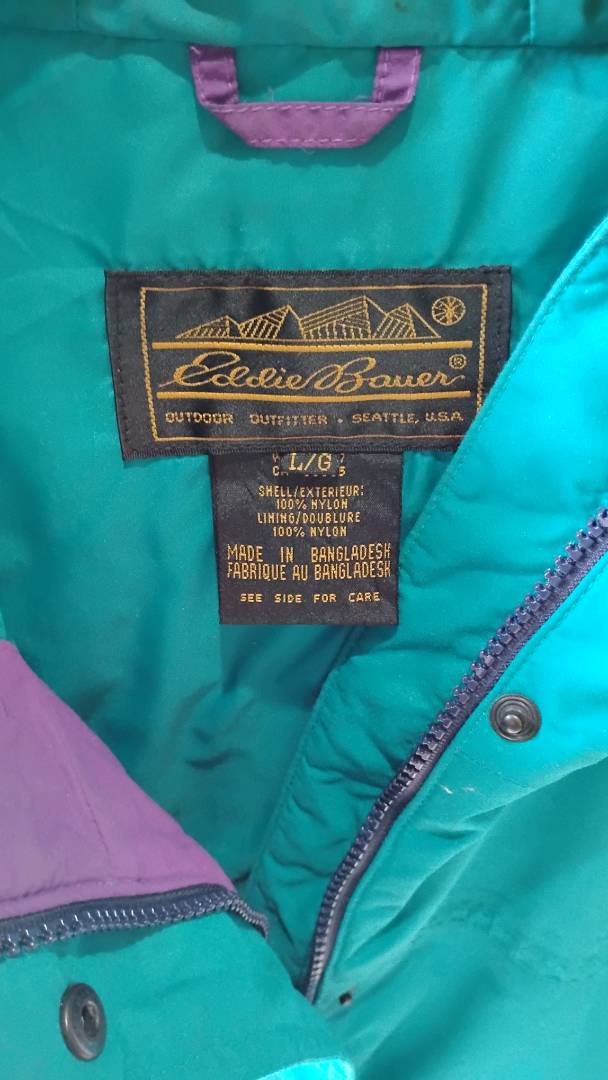 Eddie Bauer®
OUTDOOR OUTFITTER · SEATTLE, U.S.A.
L/G
SHELL/EXTERIEUR:
100% NYLON
LINING/DOUBLURE
100% NYLON
MADE IN BANGLADESH
FABRIQUE AU BANGLADESH
SEE SIDE FOR CARE